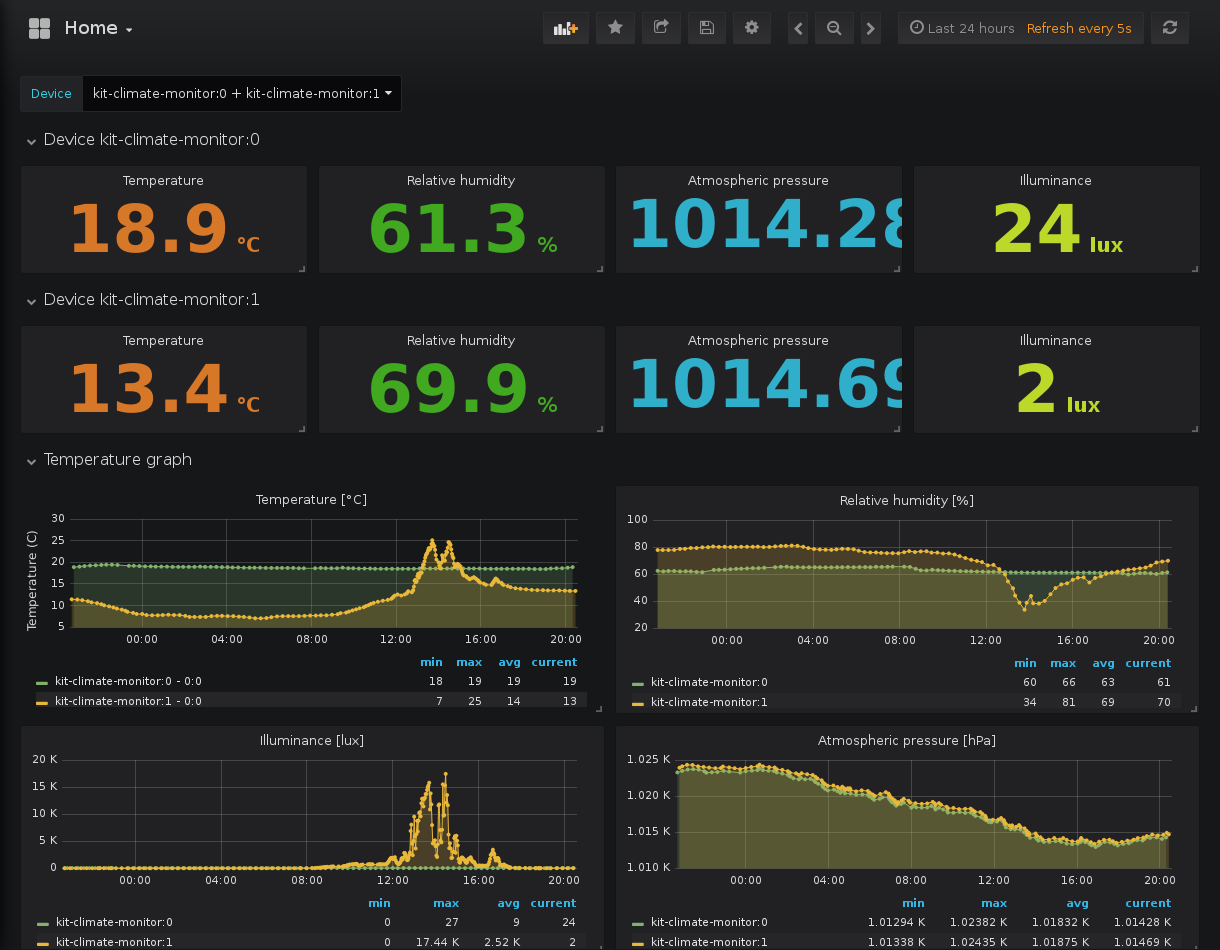 Home
Last 24 hours Refresh every 5s
Device kit-climate-monitor:0 + kit-climate-monitor:1
Device kit-climate-monitor:0
Temperature Relative humidity Atmospheric pressure Illuminance
18.9 °C 61.3 % 1014.28 24 lux
Device kit-climate-monitor:1
Temperature Relative humidity Atmospheric pressure Illuminance
13.4 °C 69.9 % 1014.69 2 lux
Temperature graph
Temperature [°C]
Temperature (C)
30
25
20
15
10
5
00:00 04:00 08:00 12:00 16:00 20:00
min max avg current
kit-climate-monitor:0 - 0:0 18 19 19 19
kit-climate-monitor:1 - 0:0 7 25 14 13
Relative humidity [%]
100
80
60
40
20
00:00 04:00 08:00 12:00 16:00 20:00
min max avg current
kit-climate-monitor:0 60 66 63 61
kit-climate-monitor:1 34 81 69 70
Illuminance [lux]
20 K
15 K
10 K
5 K
0
00:00 04:00 08:00 12:00 16:00 20:00
min max avg current
kit-climate-monitor:0 0 27 9 24
kit-climate-monitor:1 0 17.44 K 2.52 K 2
Atmospheric pressure [hPa]
1.025 K
1.020 K
1.015 K
1.010 K
00:00 04:00 08:00 12:00 16:00 20:00
min max avg current
kit-climate-monitor:0 1.01294 K 1.02382 K 1.01832 K 1.01428 K
kit-climate-monitor:1 1.01338 K 1.02435 K 1.01875 K 1.01469 K